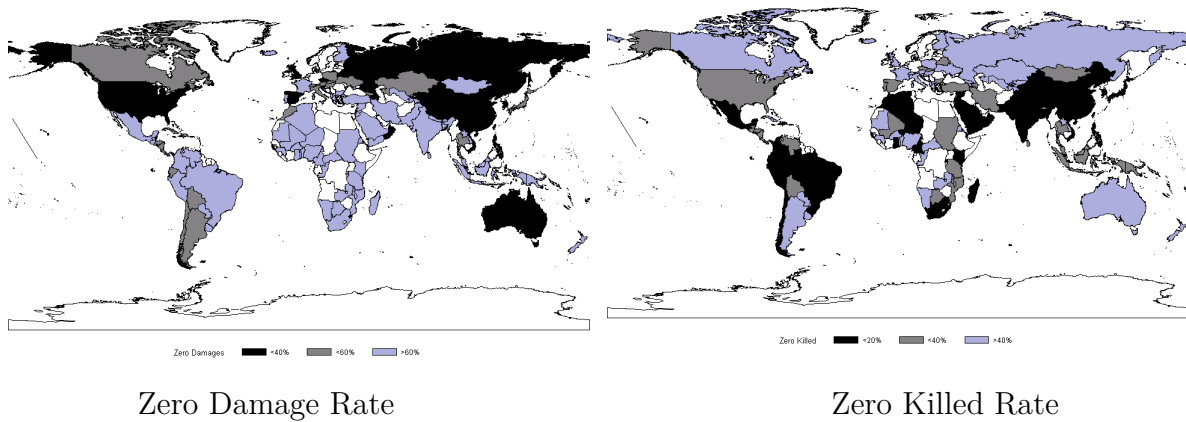 Zero Damages <40% <60% >60%
Zero Killed <20% <40% >40%
Zero Damage Rate
Zero Killed Rate